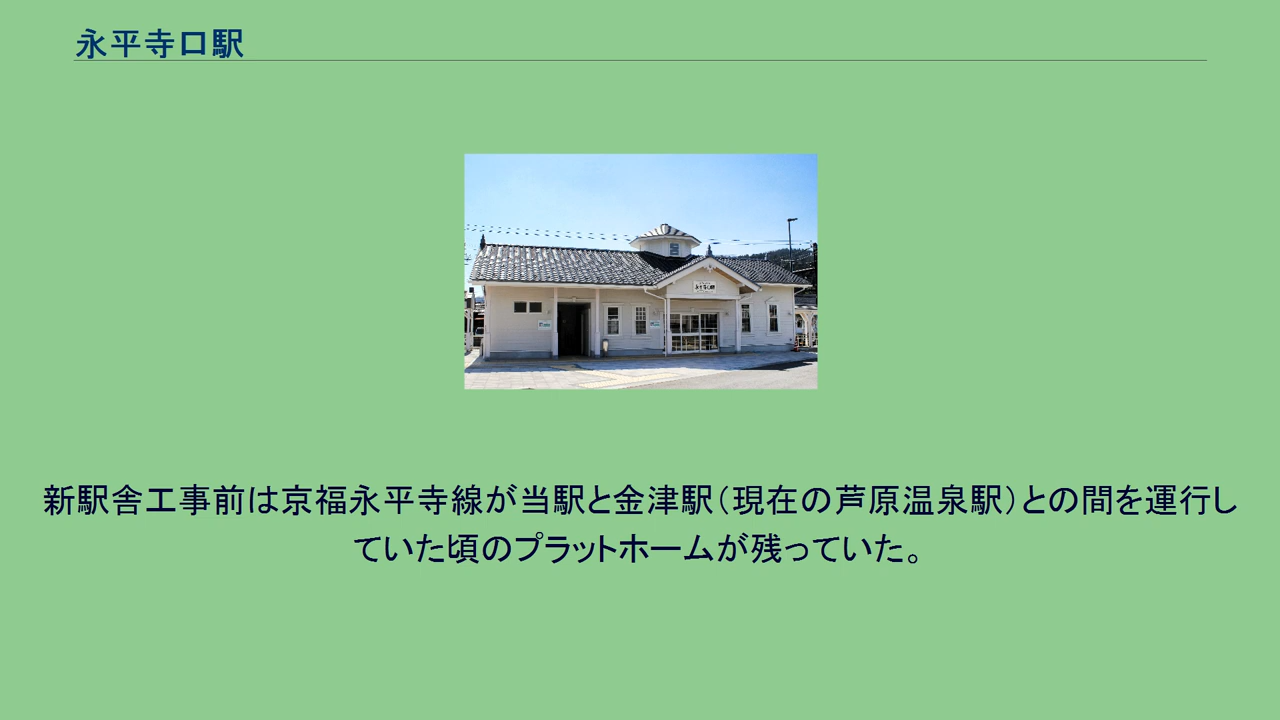 永平寺口駅
新駅舎工事前は京福永平寺線が当駅と金津駅（現在の芦原温泉駅）との間を運行し
ていた頃のプラットホームが残っていた。